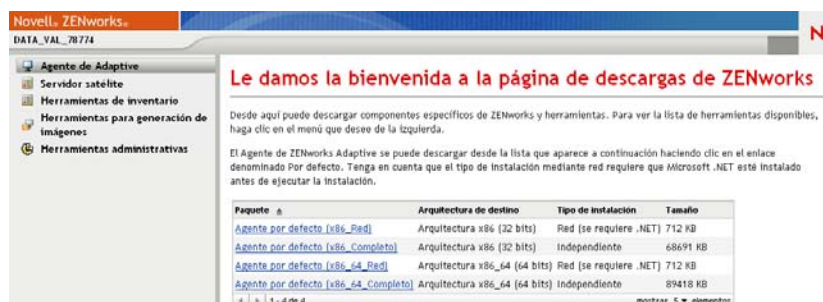 Novell® ZENworks®
N
DATA_VAL_78774
Agente de Adaptive
Servidor satélite
Herramientas de inventario
Herramientas para generación de
imágenes
Herramientas administrativas
Le damos la bienvenida a la página de descargas de ZENworks
Desde aquí puede descargar componentes específicos de ZENworks y herramientas. Para ver la lista de herramientas disponibles,
haga clic en el menú que desee de la izquierda.
El Agente de ZENworks Adaptive se puede descargar desde la lista que aparece a continuación haciendo clic en el enlace
denominado Por defecto. Tenga en cuenta que el tipo de instalación mediante red requiere que Microsoft .NET esté instalado
antes de ejecutar la instalación.
Paquete Arquitectura de destino Tipo de instalación Tamaño
Agente por defecto (x86_Red) Arquitectura x86 (32 bits) Red (se requiere .NET) 712 KB
Agente por defecto (x86_Completo) Arquitectura x86 (32 bits) Independiente 68691 KB
Agente por defecto (x86_64_Red) Arquitectura x86_64 (64 bits) Red (se requiere .NET) 712 KB
Agente por defecto (x86_64_Completo) Arquitectura x86_64 (64 bits) Independiente 89418 KB
1 - 4 de 4 mostrar 5 elementos